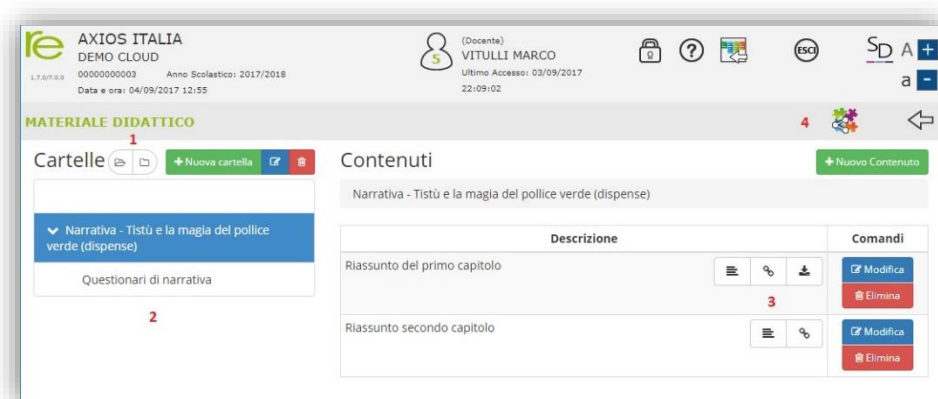 re
1.7.0/7.0.0
AXIOS ITALIA
DEMO CLOUD
00000000003 Anno Scolastico: 2017/2018
Data e ora: 04/09/2017 12:55
5
(Docente)
VITULLI MARCO
Ultimo Accesso: 03/09/2017
22:09:02
?
ESCI
SD A +
a -
MATERIALE DIDATTICO
1
4
Cartelle
+ Nuova cartella
Contenuti
+ Nuovo Contenuto
Narrativa - Tistù e la magia del pollice verde (dispense)
Narrativa - Tistù e la magia del pollice
verde (dispense)
Questionari di narrativa
2
Descrizione Comandi
Riassunto del primo capitolo
Modifica
3
Elimina
Riassunto secondo capitolo
Modifica
Elimina